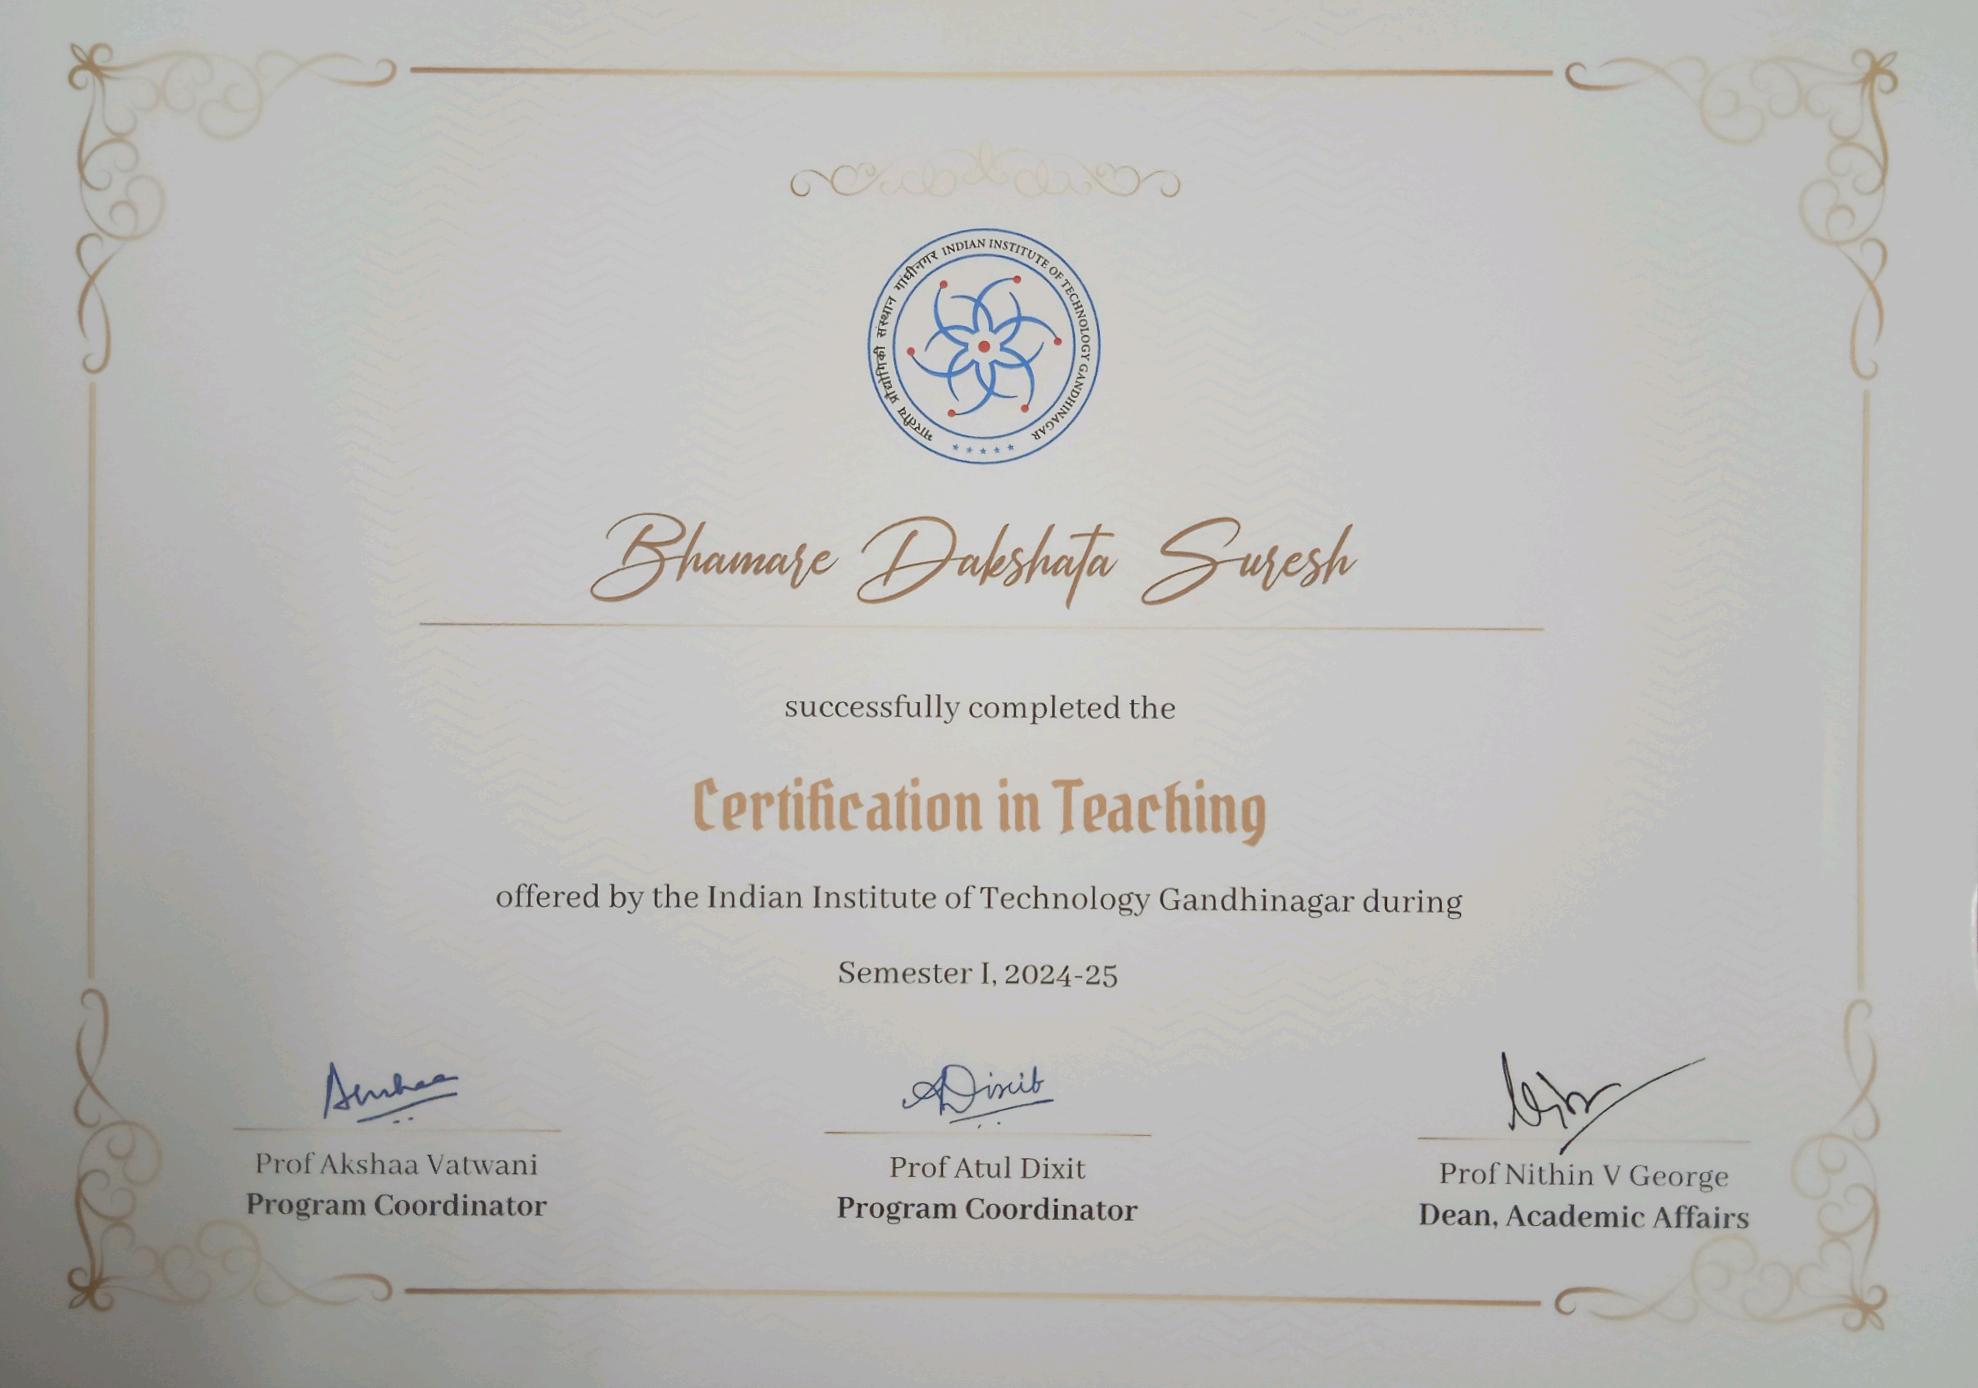 भारतीय प्रौद्योगिकी संस्थान गांधीनगर INDIAN INSTITUTE OF TECHNOLOGY GANDHINAGAR
Bhamare Dakshata Suresh
successfully completed the
Certification in Teaching
offered by the Indian Institute of Technology Gandhinagar during
Semester I, 2024-25
Akshaa
ADixit
Prof Akshaa Vatwani
Program Coordinator
Prof Atul Dixit
Program Coordinator
Prof Nithin V George
Dean, Academic Affairs